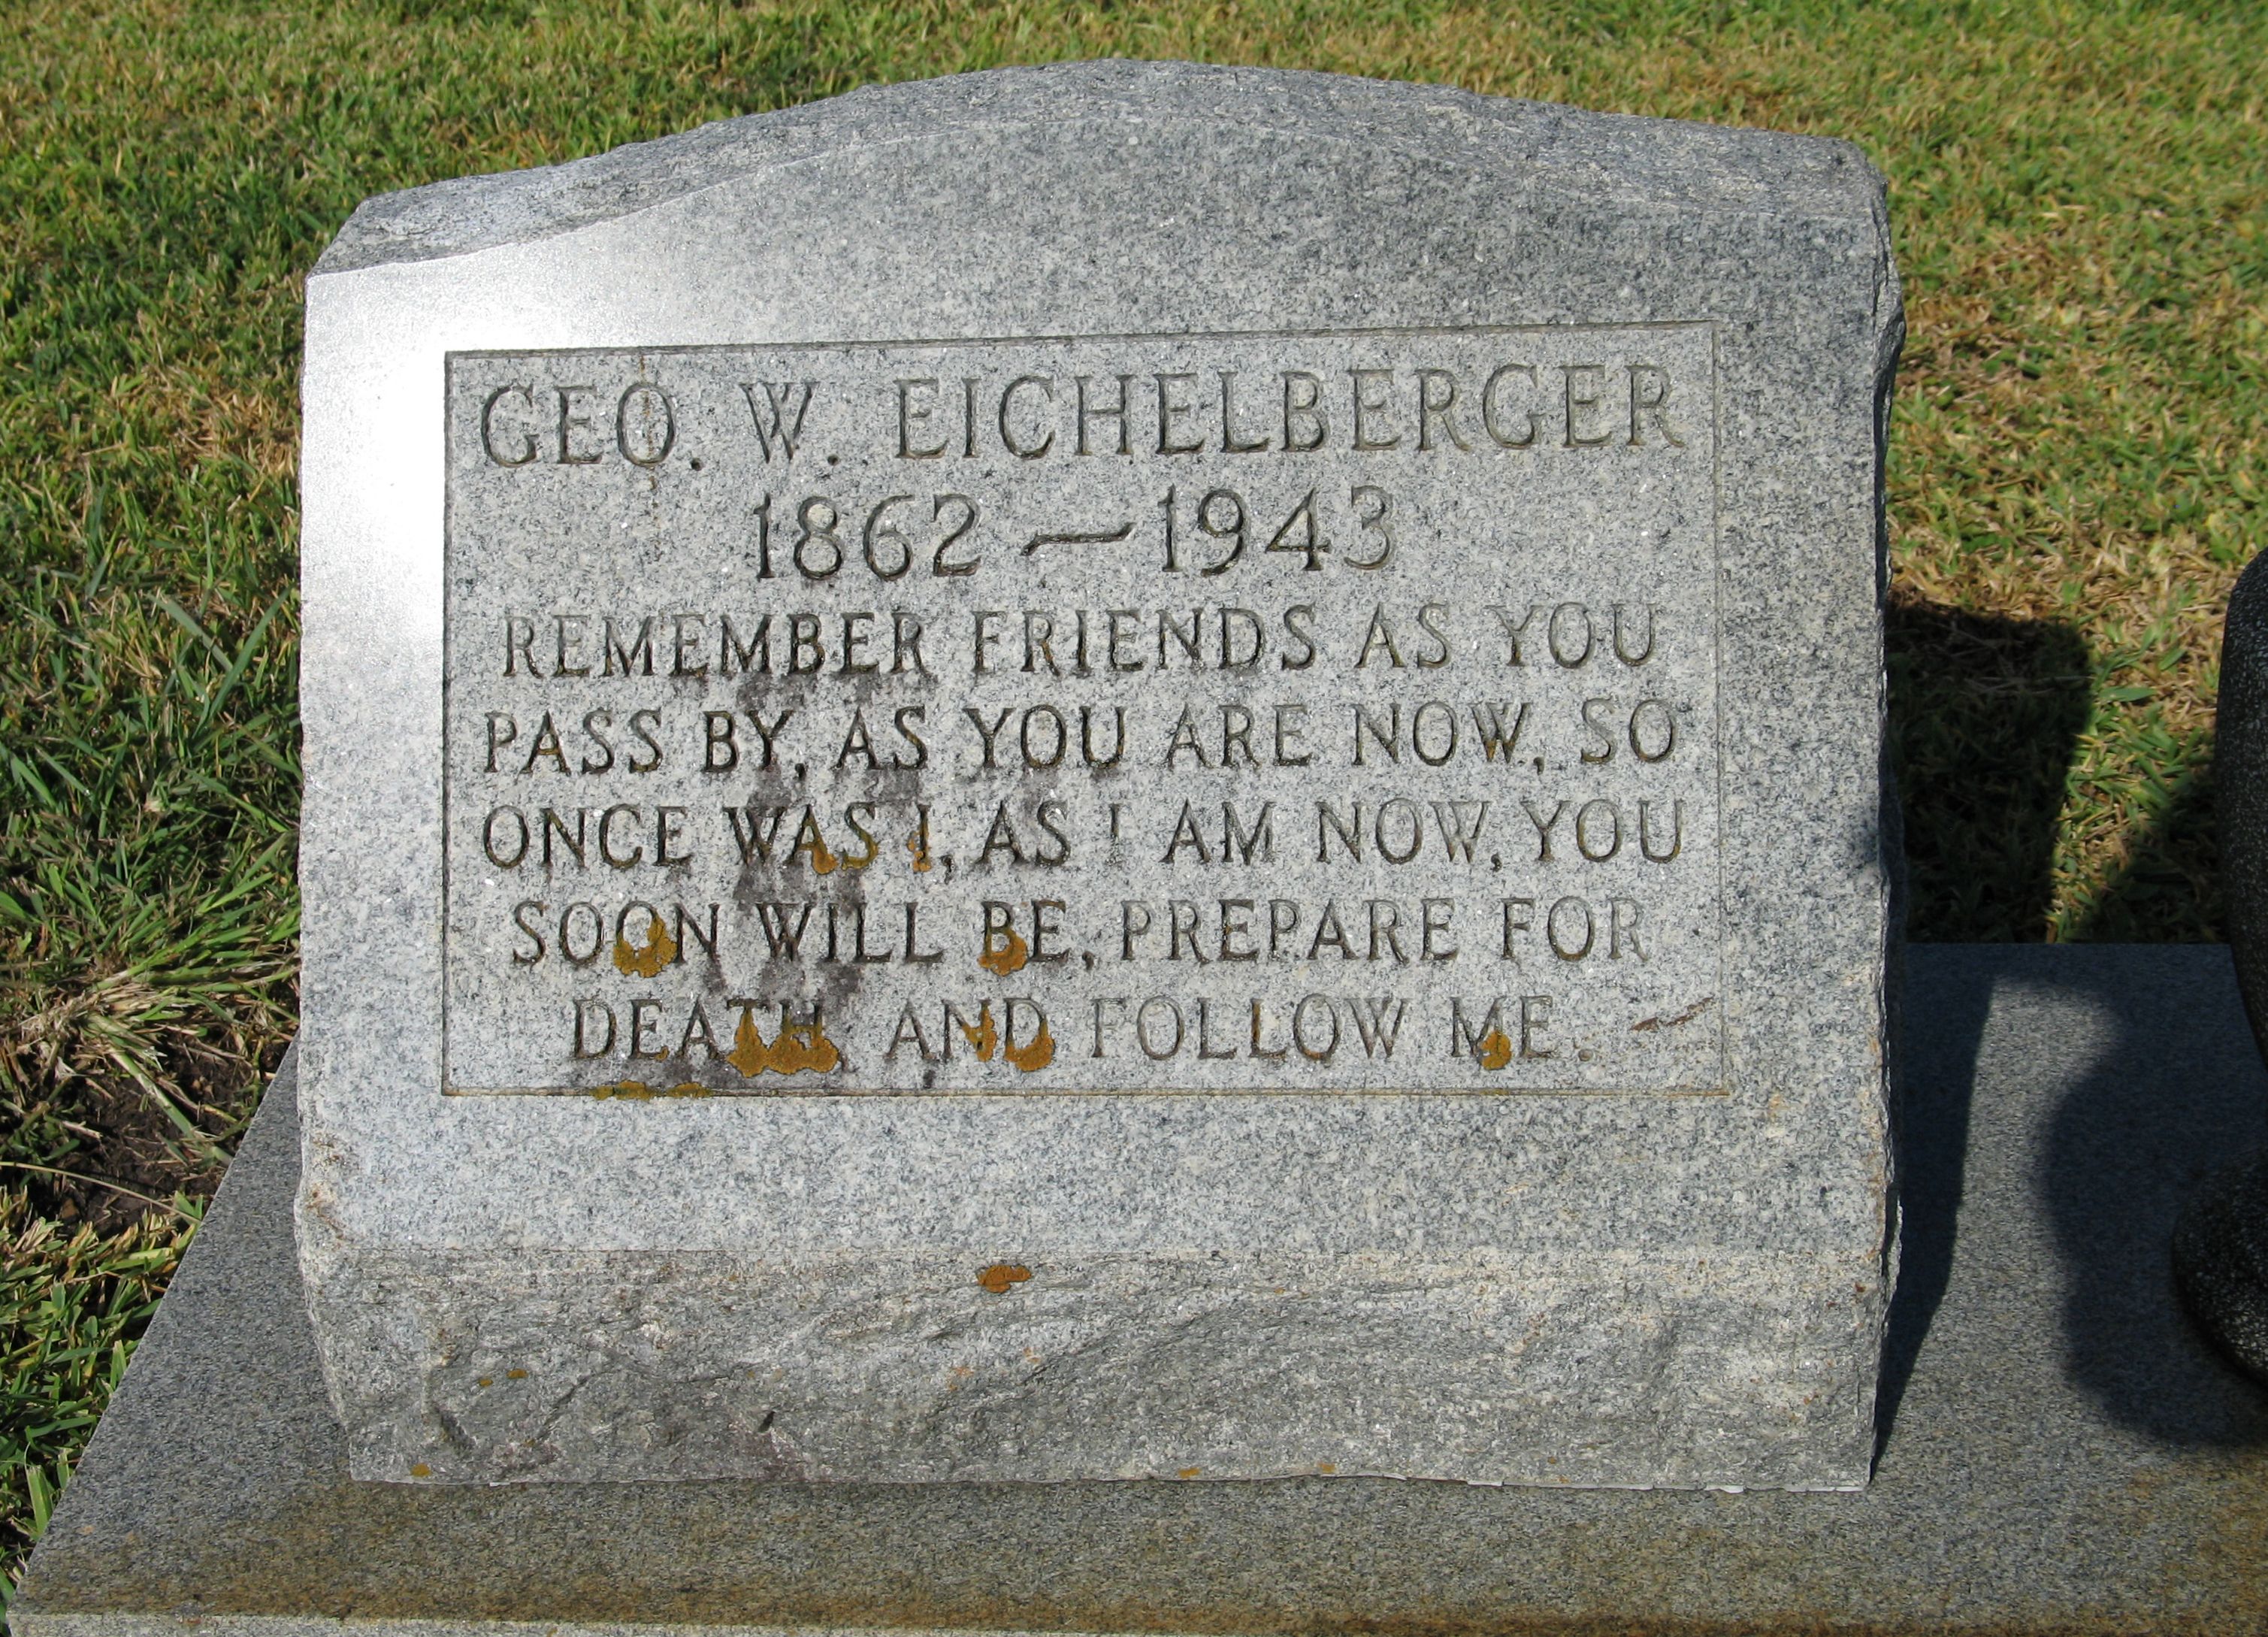 GEO. W. EICHELBERGER
1862 — 1943
REMEMBER FRIENDS AS YOU
PASS BY, AS YOU ARE NOW, SO
ONCE WAS I, AS I AM NOW, YOU
SOON WILL BE, PREPARE FOR
DEATH AND FOLLOW ME.